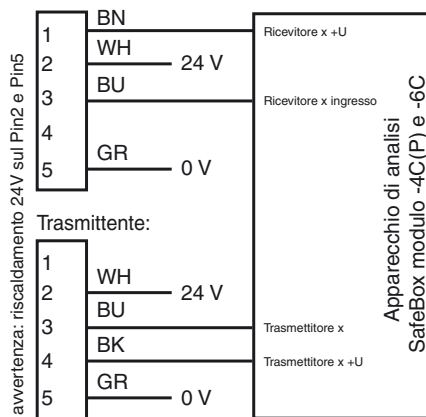 avvertenza: riscaldamento 24V sul Pin2 e Pin5
1 BN Ricevitore x +U
2 WH 24 V
3 BU Ricevitore x ingresso
4
5 GR 0 V
Trasmittente:
1
2 WH 24 V
3 BU Trasmettitore x
4 BK Trasmettitore x +U
5 GR 0 V
Apparecchio di analisi
SafeBox modulo -4C(P) e -6C